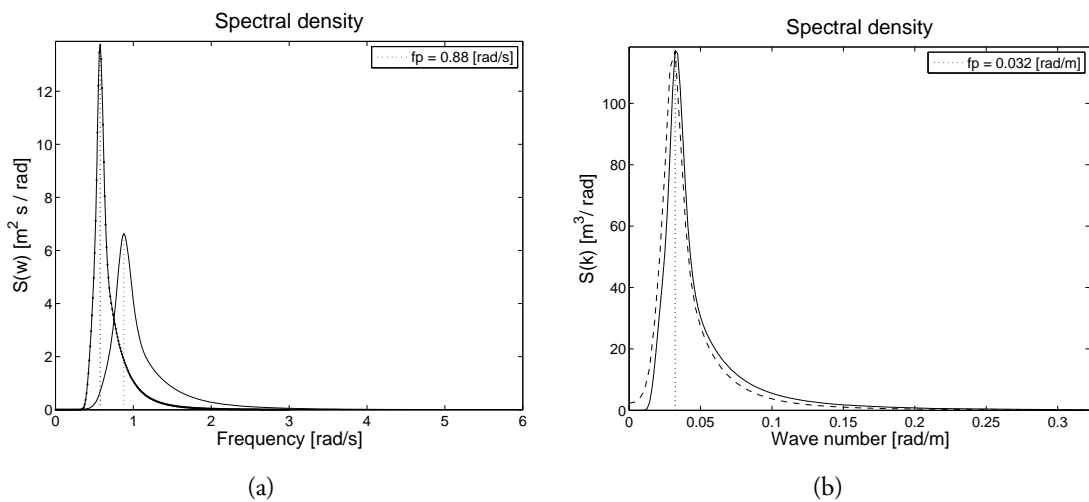 Spectral density
fp = 0.88 [rad/s]
S(w) [m² s / rad]
12
10
8
6
4
2
0
0 1 2 3 4 5 6
Frequency [rad/s]
(a)
Spectral density
fp = 0.032 [rad/m]
S(k) [m³/ rad]
100
80
60
40
20
0
0 0.05 0.1 0.15 0.2 0.25 0.3
Wave number [rad/m]
(b)